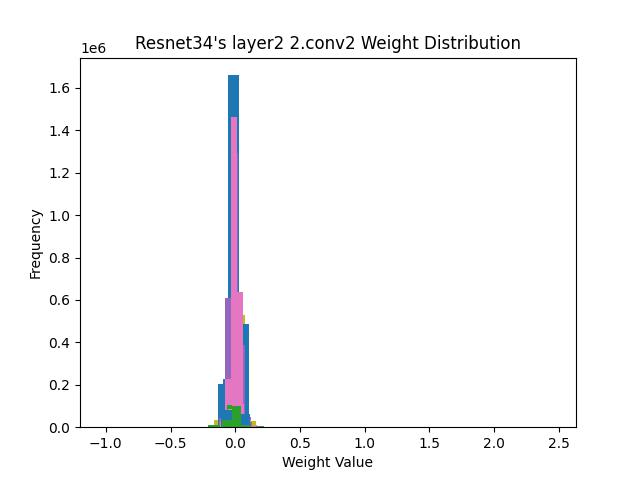 Resnet34's layer2 2.conv2 Weight Distribution
1e6
1.6
1.4
1.2
1.0
0.8
0.6
0.4
0.2
0.0
Frequency
−1.0 −0.5 0.0 0.5 1.0 1.5 2.0 2.5
Weight Value